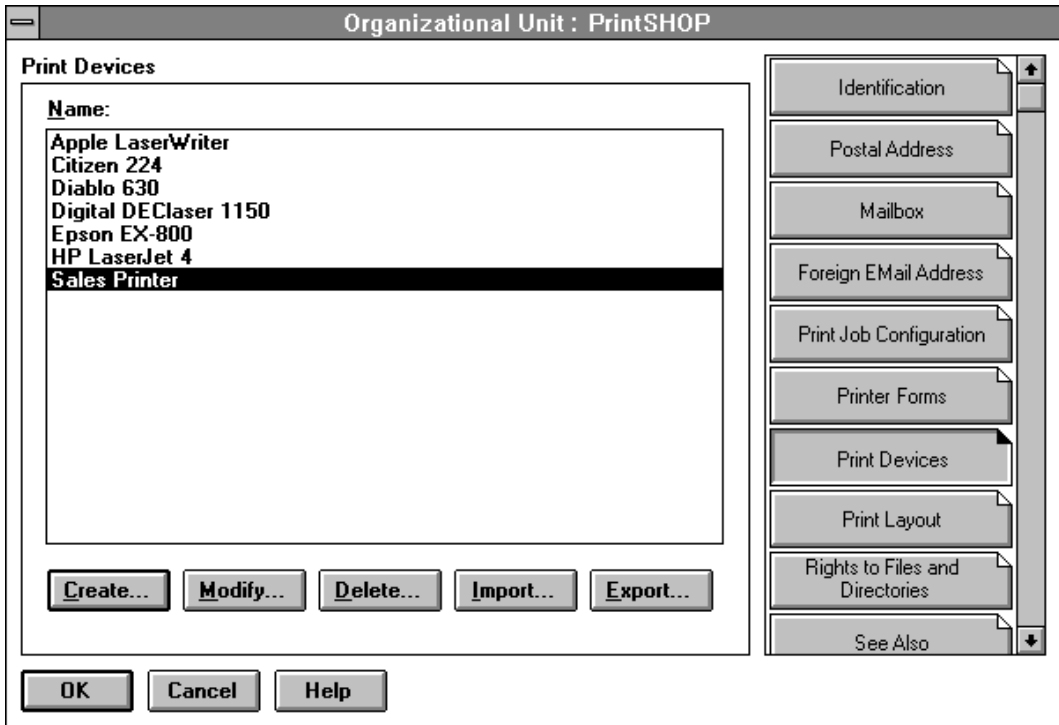 Organizational Unit : PrintSHOP
Print Devices
Name:
Apple LaserWriter
Citizen 224
Diablo 630
Digital DEClaser 1150
Epson EX-800
HP LaserJet 4
Sales Printer
Create...
Modify...
Delete...
Import...
Export...
OK
Cancel
Help
Identification
Postal Address
Mailbox
Foreign EMail Address
Print Job Configuration
Printer Forms
Print Devices
Print Layout
Rights to Files and
Directories
See Also